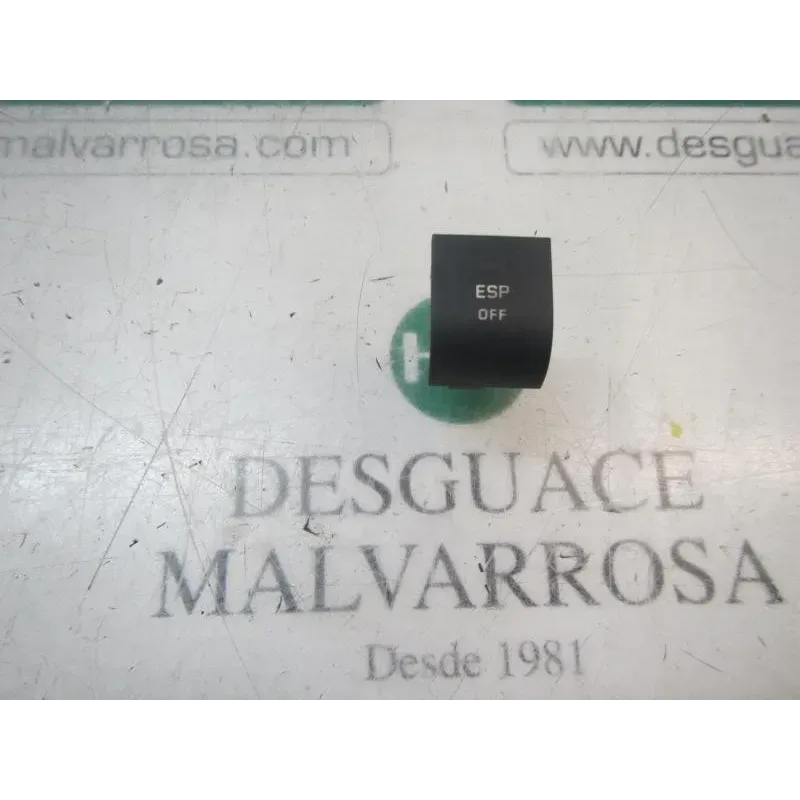 malvarrosa.com
www.desgua
ESP
OFF
DESGUACE
MALVARROSA
Desde 1981